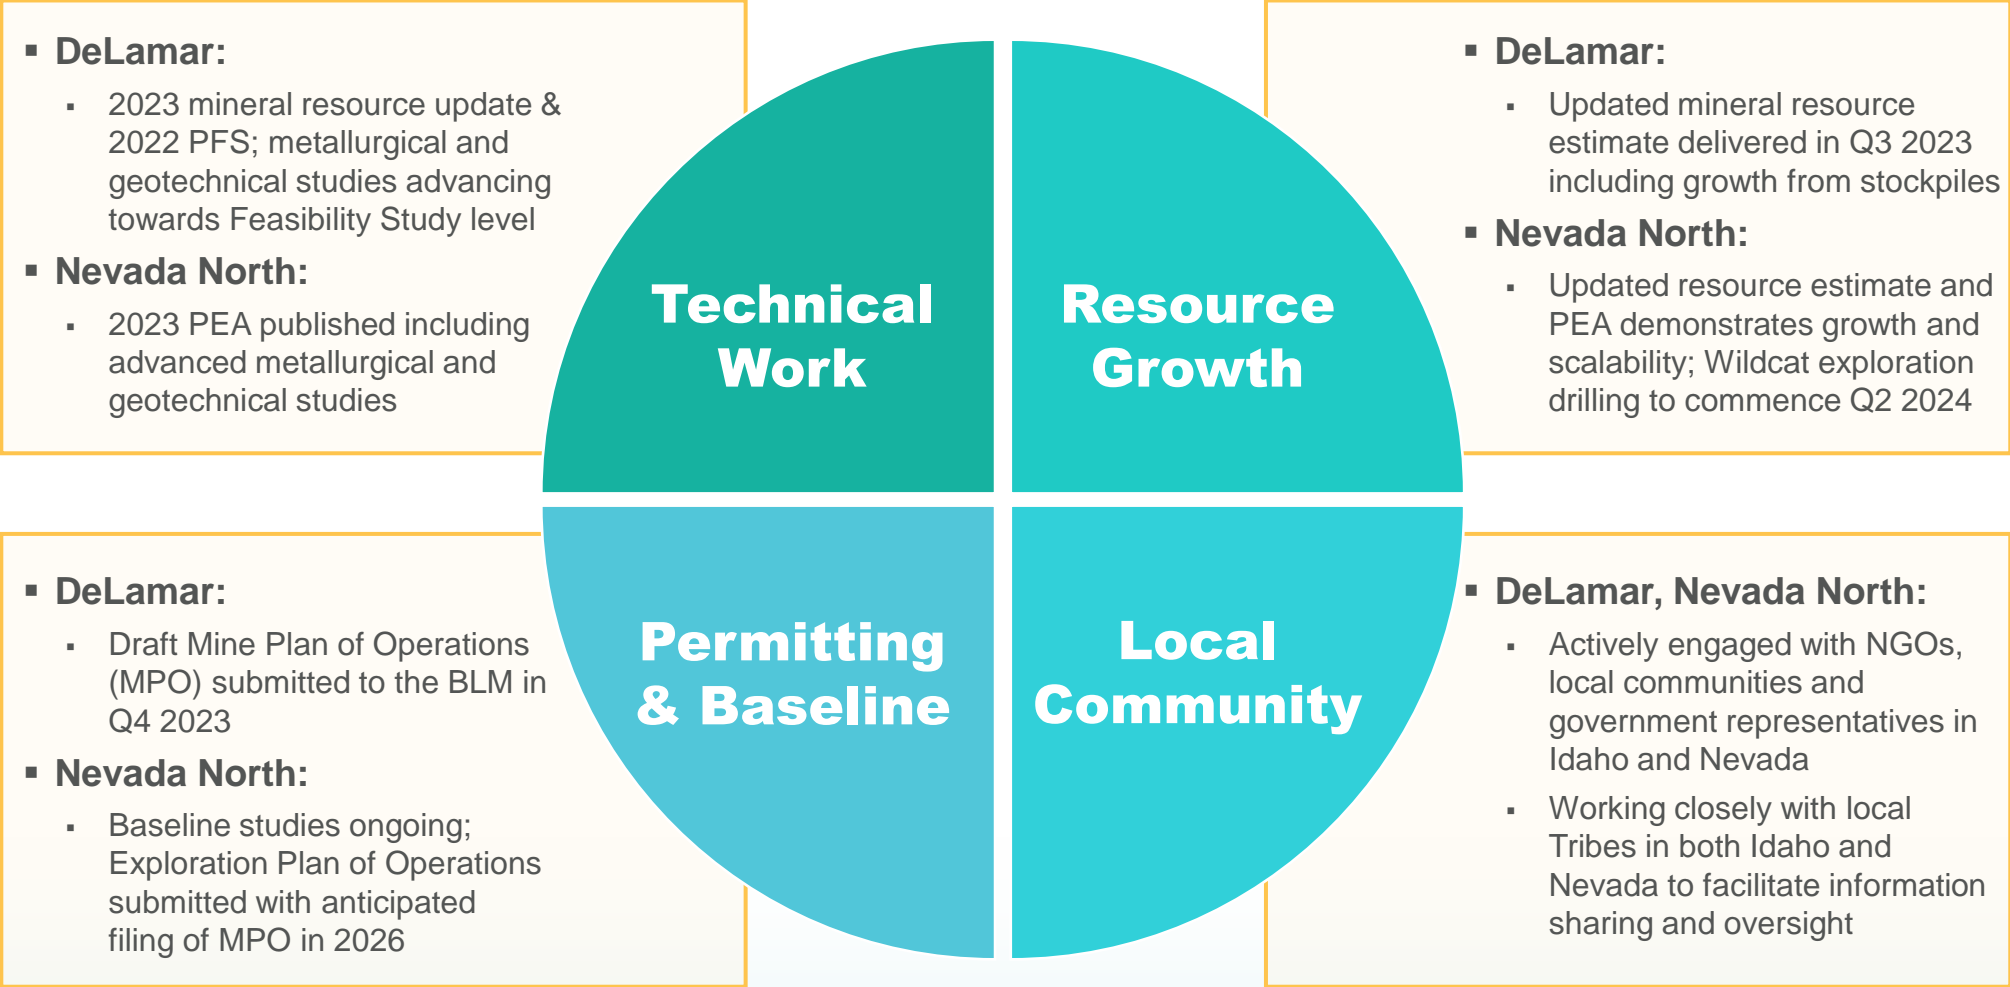 ▪ DeLamar:
▪ 2023 mineral resource update &
2022 PFS; metallurgical and
geotechnical studies advancing
towards Feasibility Study level
▪ Nevada North:
▪ 2023 PEA published including
advanced metallurgical and
geotechnical studies
Technical
Work
Resource
Growth
▪ DeLamar:
▪ Updated mineral resource
estimate delivered in Q3 2023
including growth from stockpiles
▪ Nevada North:
▪ Updated resource estimate and
PEA demonstrates growth and
scalability; Wildcat exploration
drilling to commence Q2 2024
▪ DeLamar:
▪ Draft Mine Plan of Operations
(MPO) submitted to the BLM in
Q4 2023
▪ Nevada North:
▪ Baseline studies ongoing;
Exploration Plan of Operations
submitted with anticipated
filing of MPO in 2026
Permitting
& Baseline
Local
Community
▪ DeLamar, Nevada North:
▪ Actively engaged with NGOs,
local communities and
government representatives in
Idaho and Nevada
▪ Working closely with local
Tribes in both Idaho and
Nevada to facilitate information
sharing and oversight